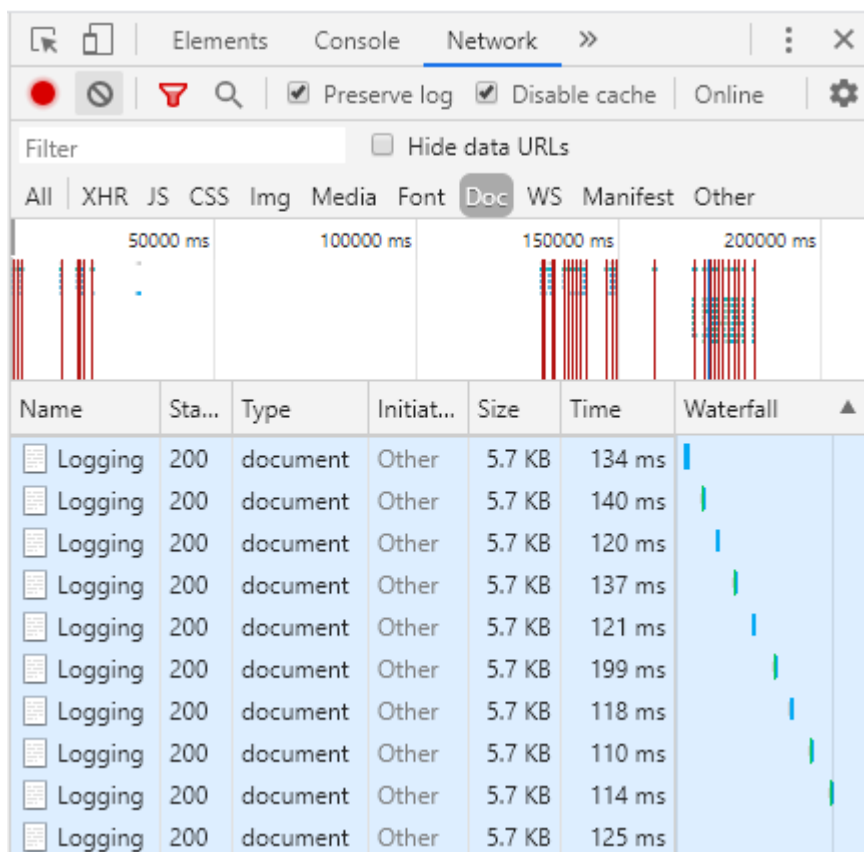 Elements Console Network »
Preserve log Disable cache Online
Filter Hide data URLs
All XHR JS CSS Img Media Font Doc WS Manifest Other
50000 ms 100000 ms 150000 ms 200000 ms
Name Sta... Type Initiat... Size Time Waterfall
Logging 200 document Other 5.7 KB 134 ms
Logging 200 document Other 5.7 KB 140 ms
Logging 200 document Other 5.7 KB 120 ms
Logging 200 document Other 5.7 KB 137 ms
Logging 200 document Other 5.7 KB 121 ms
Logging 200 document Other 5.7 KB 199 ms
Logging 200 document Other 5.7 KB 118 ms
Logging 200 document Other 5.7 KB 110 ms
Logging 200 document Other 5.7 KB 114 ms
Logging 200 document Other 5.7 KB 125 ms